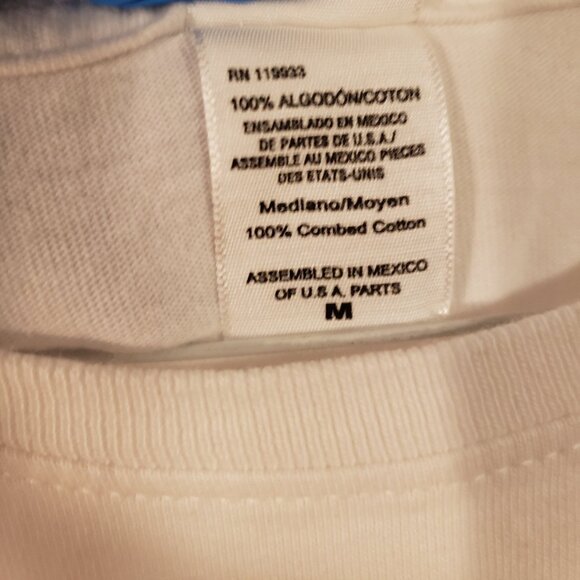 RN 119933
100% ALGODÓN/COTON
ENSAMBLADO EN MEXICO
DE PARTES DE U.S.A./
ASSEMBLE AU MEXICO PIECES
DES ETATS-UNIS
Mediano/Moyen
100% Combed Cotton
ASSEMBLED IN MEXICO
OF U.S.A. PARTS
M